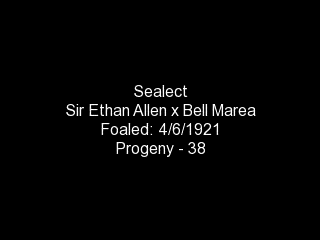 Sealect
Sir Ethan Allen x Bell Marea
Foaled: 4/6/1921
Progeny - 38